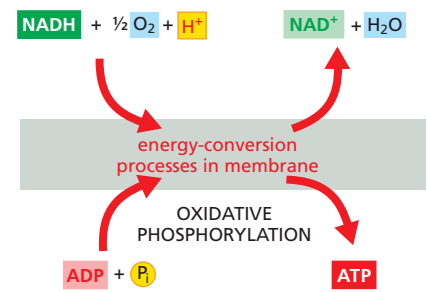 NADH + ½ O₂ + H⁺ NAD⁺ + H₂O
energy-conversion
processes in membrane
OXIDATIVE
PHOSPHORYLATION
ADP + Pᵢ ATP